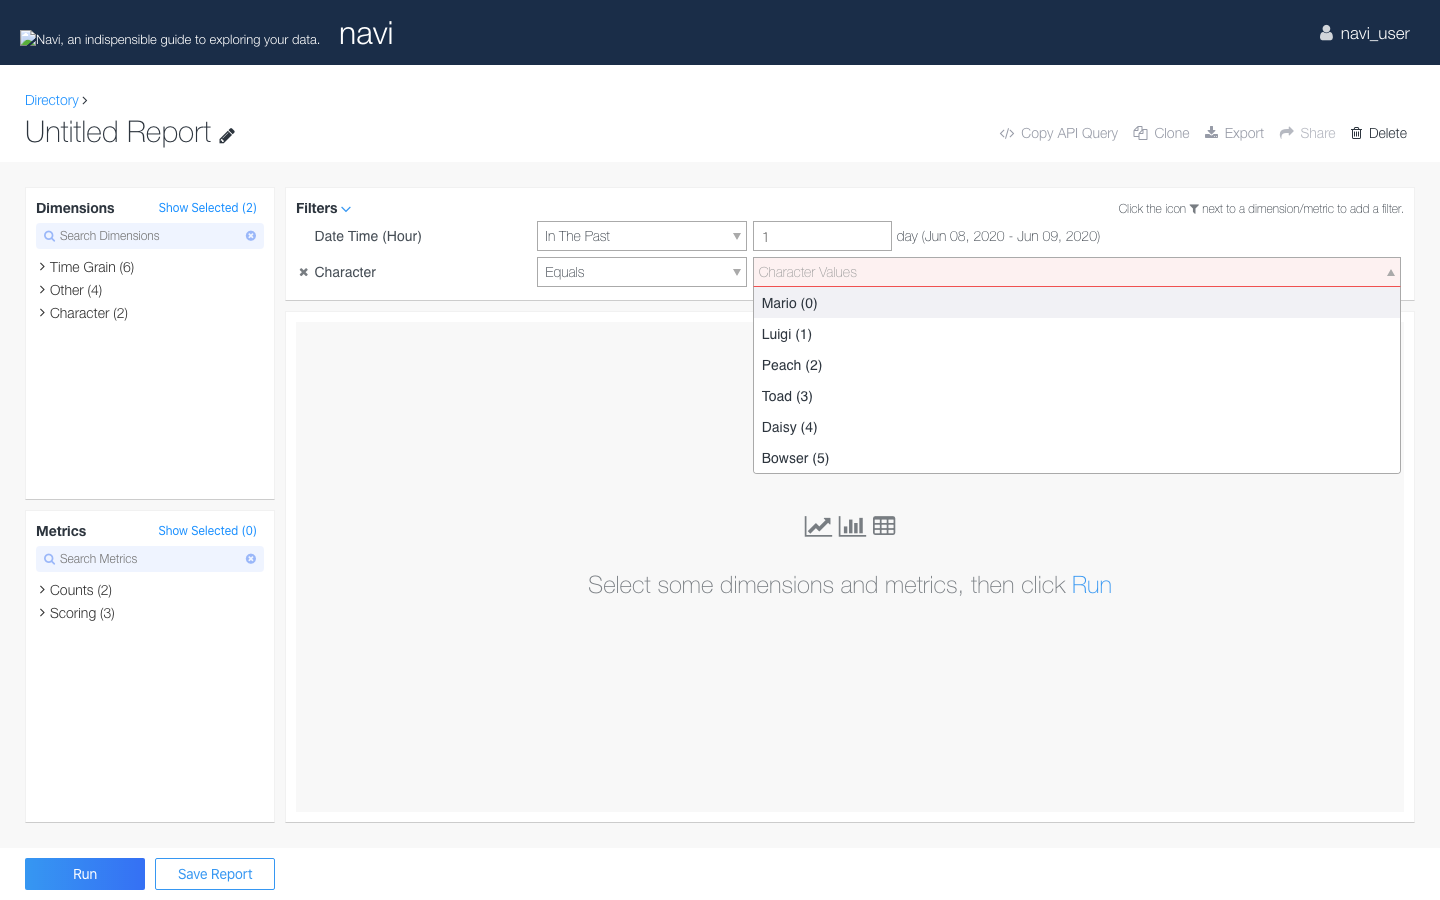 Navi, an indispensible guide to exploring your data. navi navi_user
Directory
Untitled Report
Copy API Query Clone Export Share Delete
Dimensions Show Selected (2)
Search Dimensions
Time Grain (6)
Other (4)
Character (2)
Filters Click the icon next to a dimension/metric to add a filter.
Date Time (Hour) In The Past 1 day (Jun 08, 2020 - Jun 09, 2020)
Character Equals Character Values
Mario (0)
Luigi (1)
Peach (2)
Toad (3)
Daisy (4)
Bowser (5)
Metrics Show Selected (0)
Search Metrics
Counts (2)
Scoring (3)
Select some dimensions and metrics, then click Run
Run Save Report